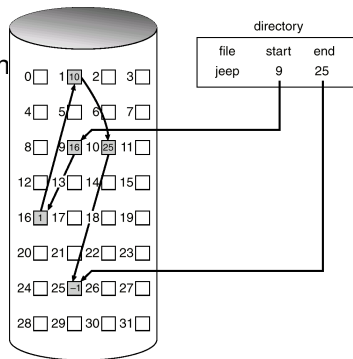 directory
file start end
jeep 9 25
n
0 1 10 2 3
4 5 6 7
8 9 16 10 25 11
12 13 14 15
16 1 17 18 19
20 21 22 23
24 25 –1 26 27
28 29 30 31